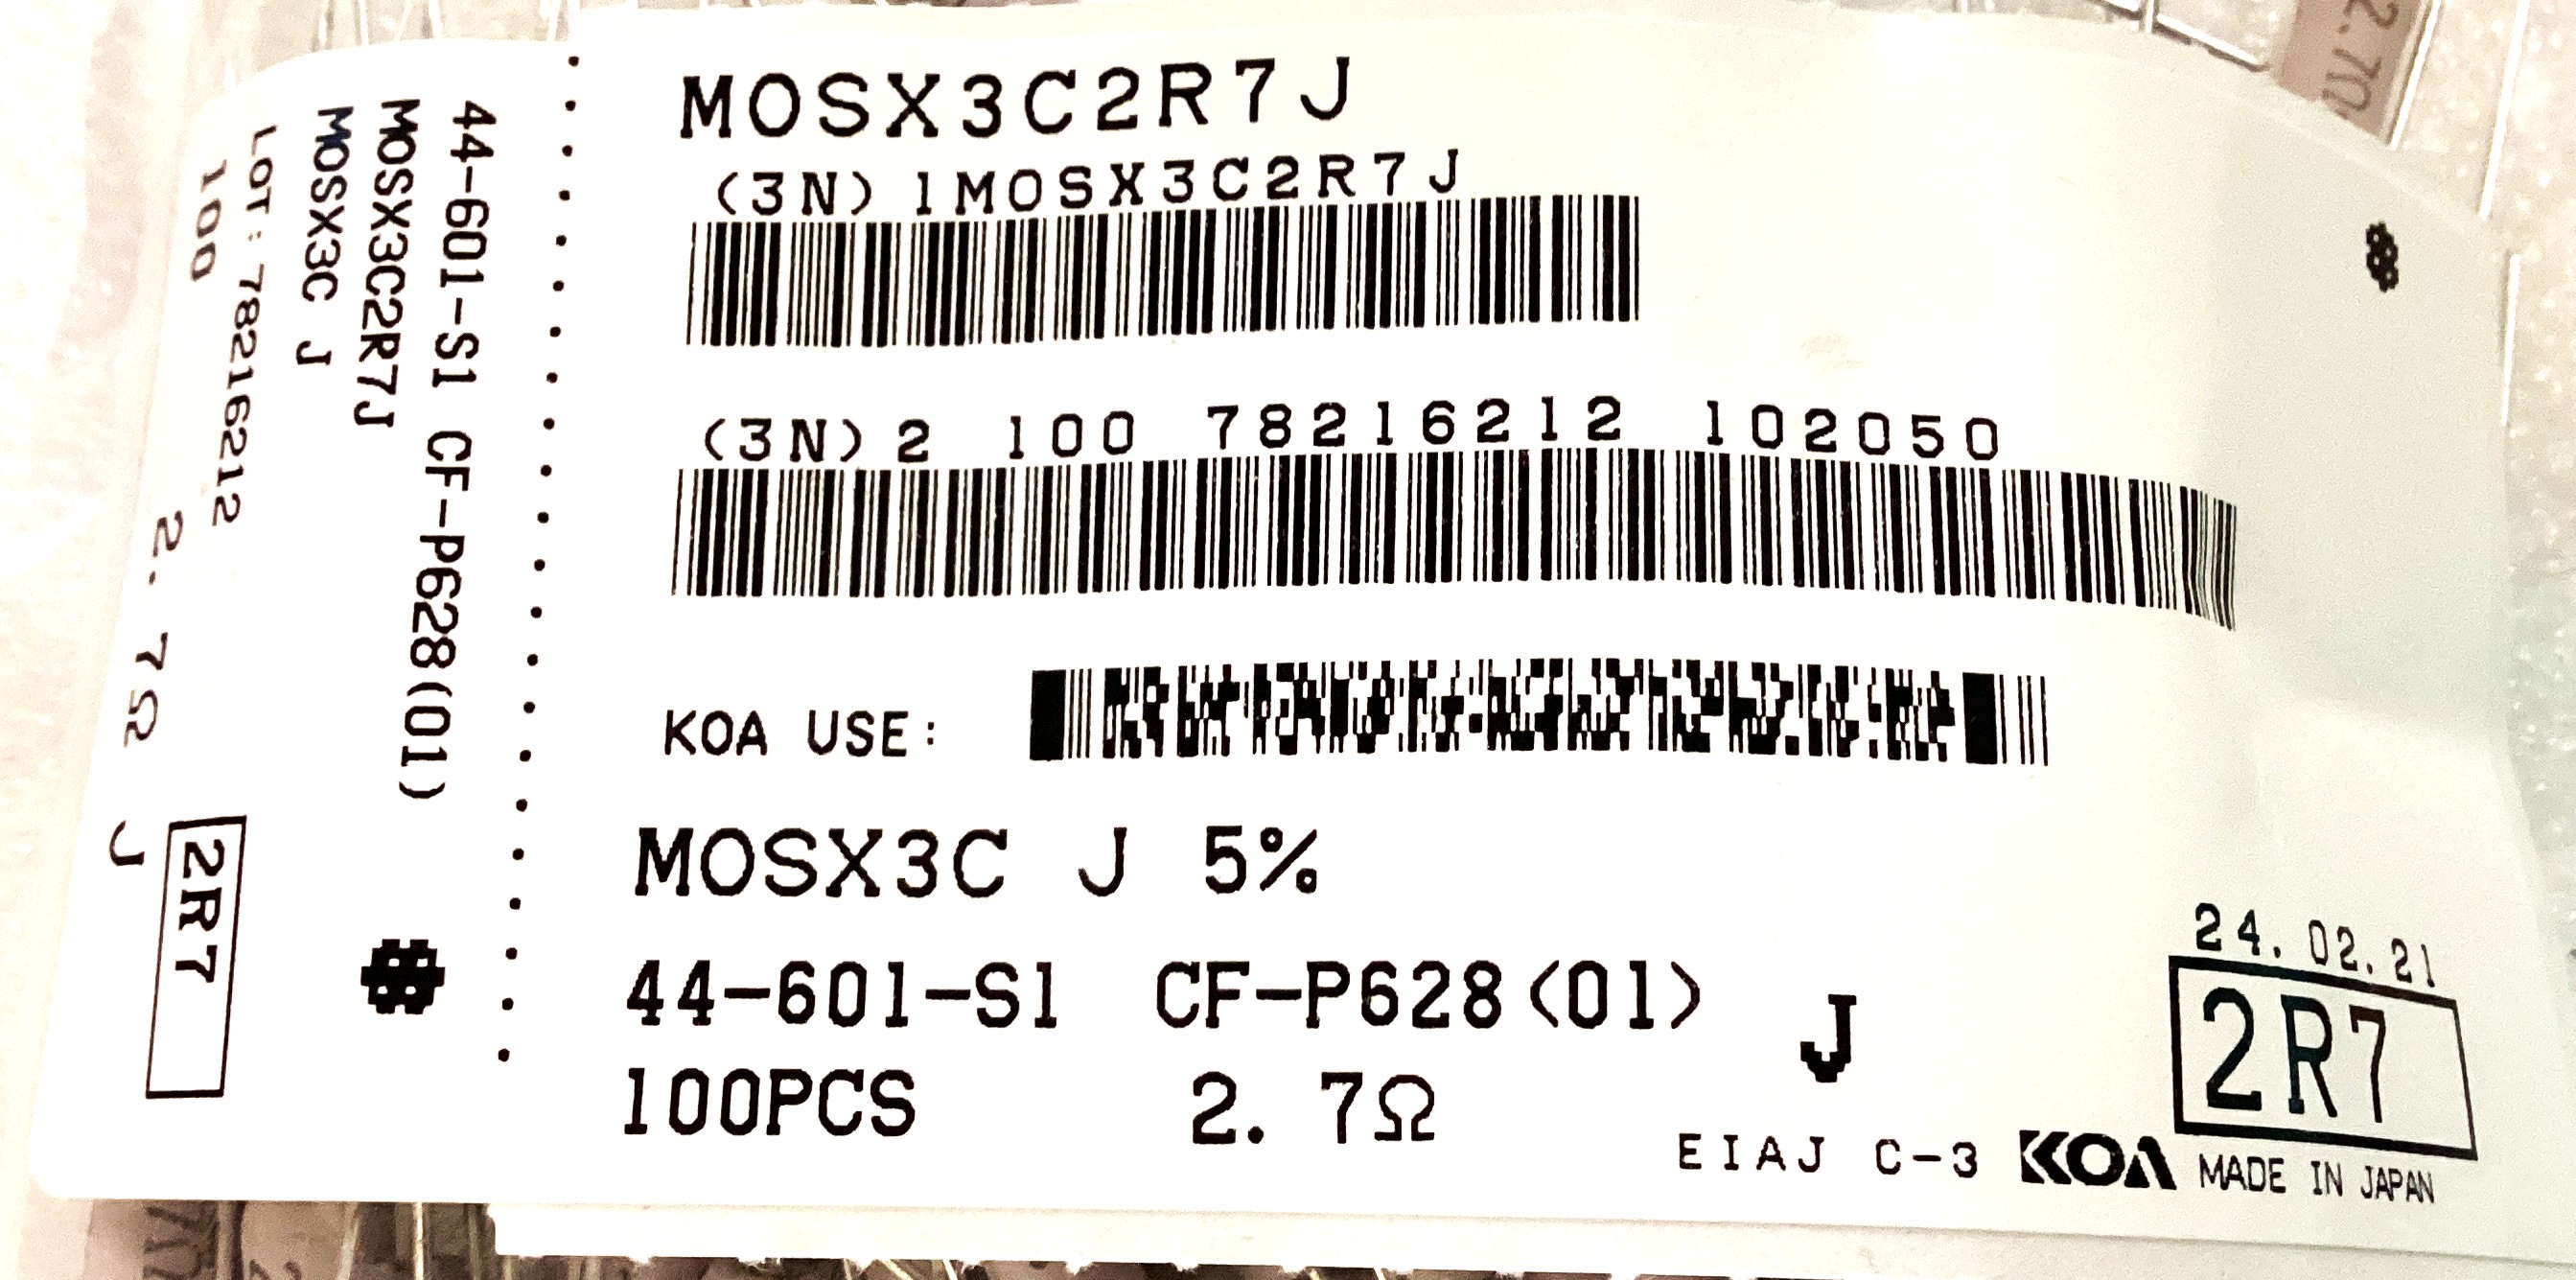 MOSX3C2R7J
(3N) 1MOSX3C2R7J
(3N) 2 100 78216212 102050
KOA USE:
MOSX3C J 5%
44-601-S1 CF-P628(01)
J
100PCS 2.7Ω
24.02.21
2R7
EIAJ C-3 KOA MADE IN JAPAN
44-601-S1 CF-P628(01)
MOSX3C2R7J
MOSX3C J
LOT:78216212
100
2.7Ω J
2R7
#
#
2.7Ω